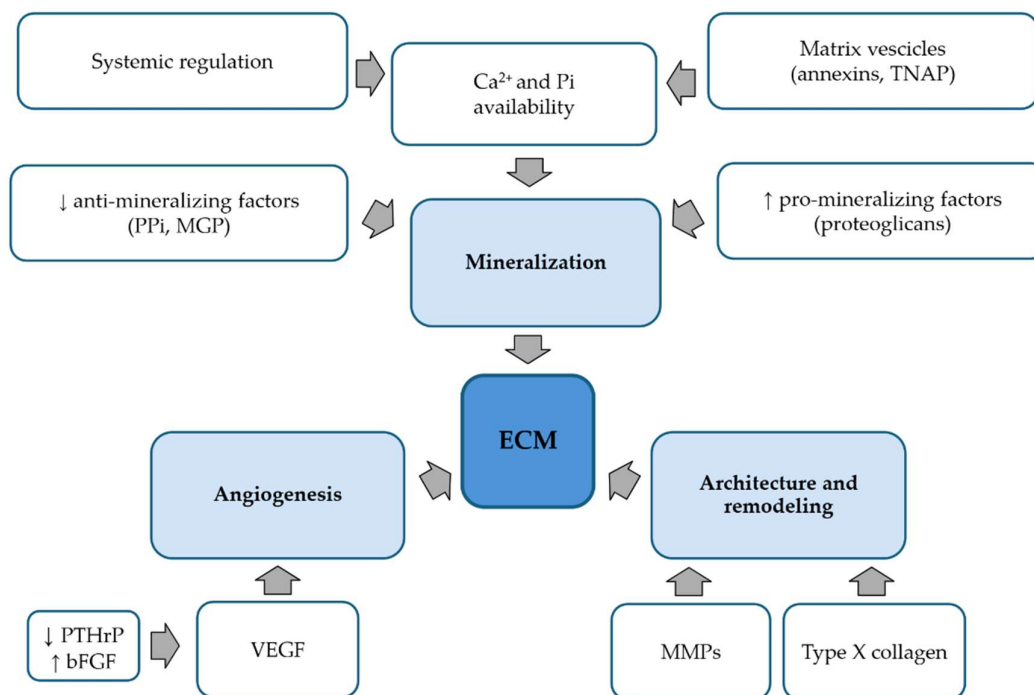 Systemic regulation
Ca²⁺ and Pi
availability
Matrix vescicles
(annexins, TNAP)
↓ anti-mineralizing factors
(PPi, MGP)
↑ pro-mineralizing factors
(proteoglicans)
Mineralization
ECM
Angiogenesis
Architecture and
remodeling
↓ PTHrP
↑ bFGF
VEGF
MMPs
Type X collagen